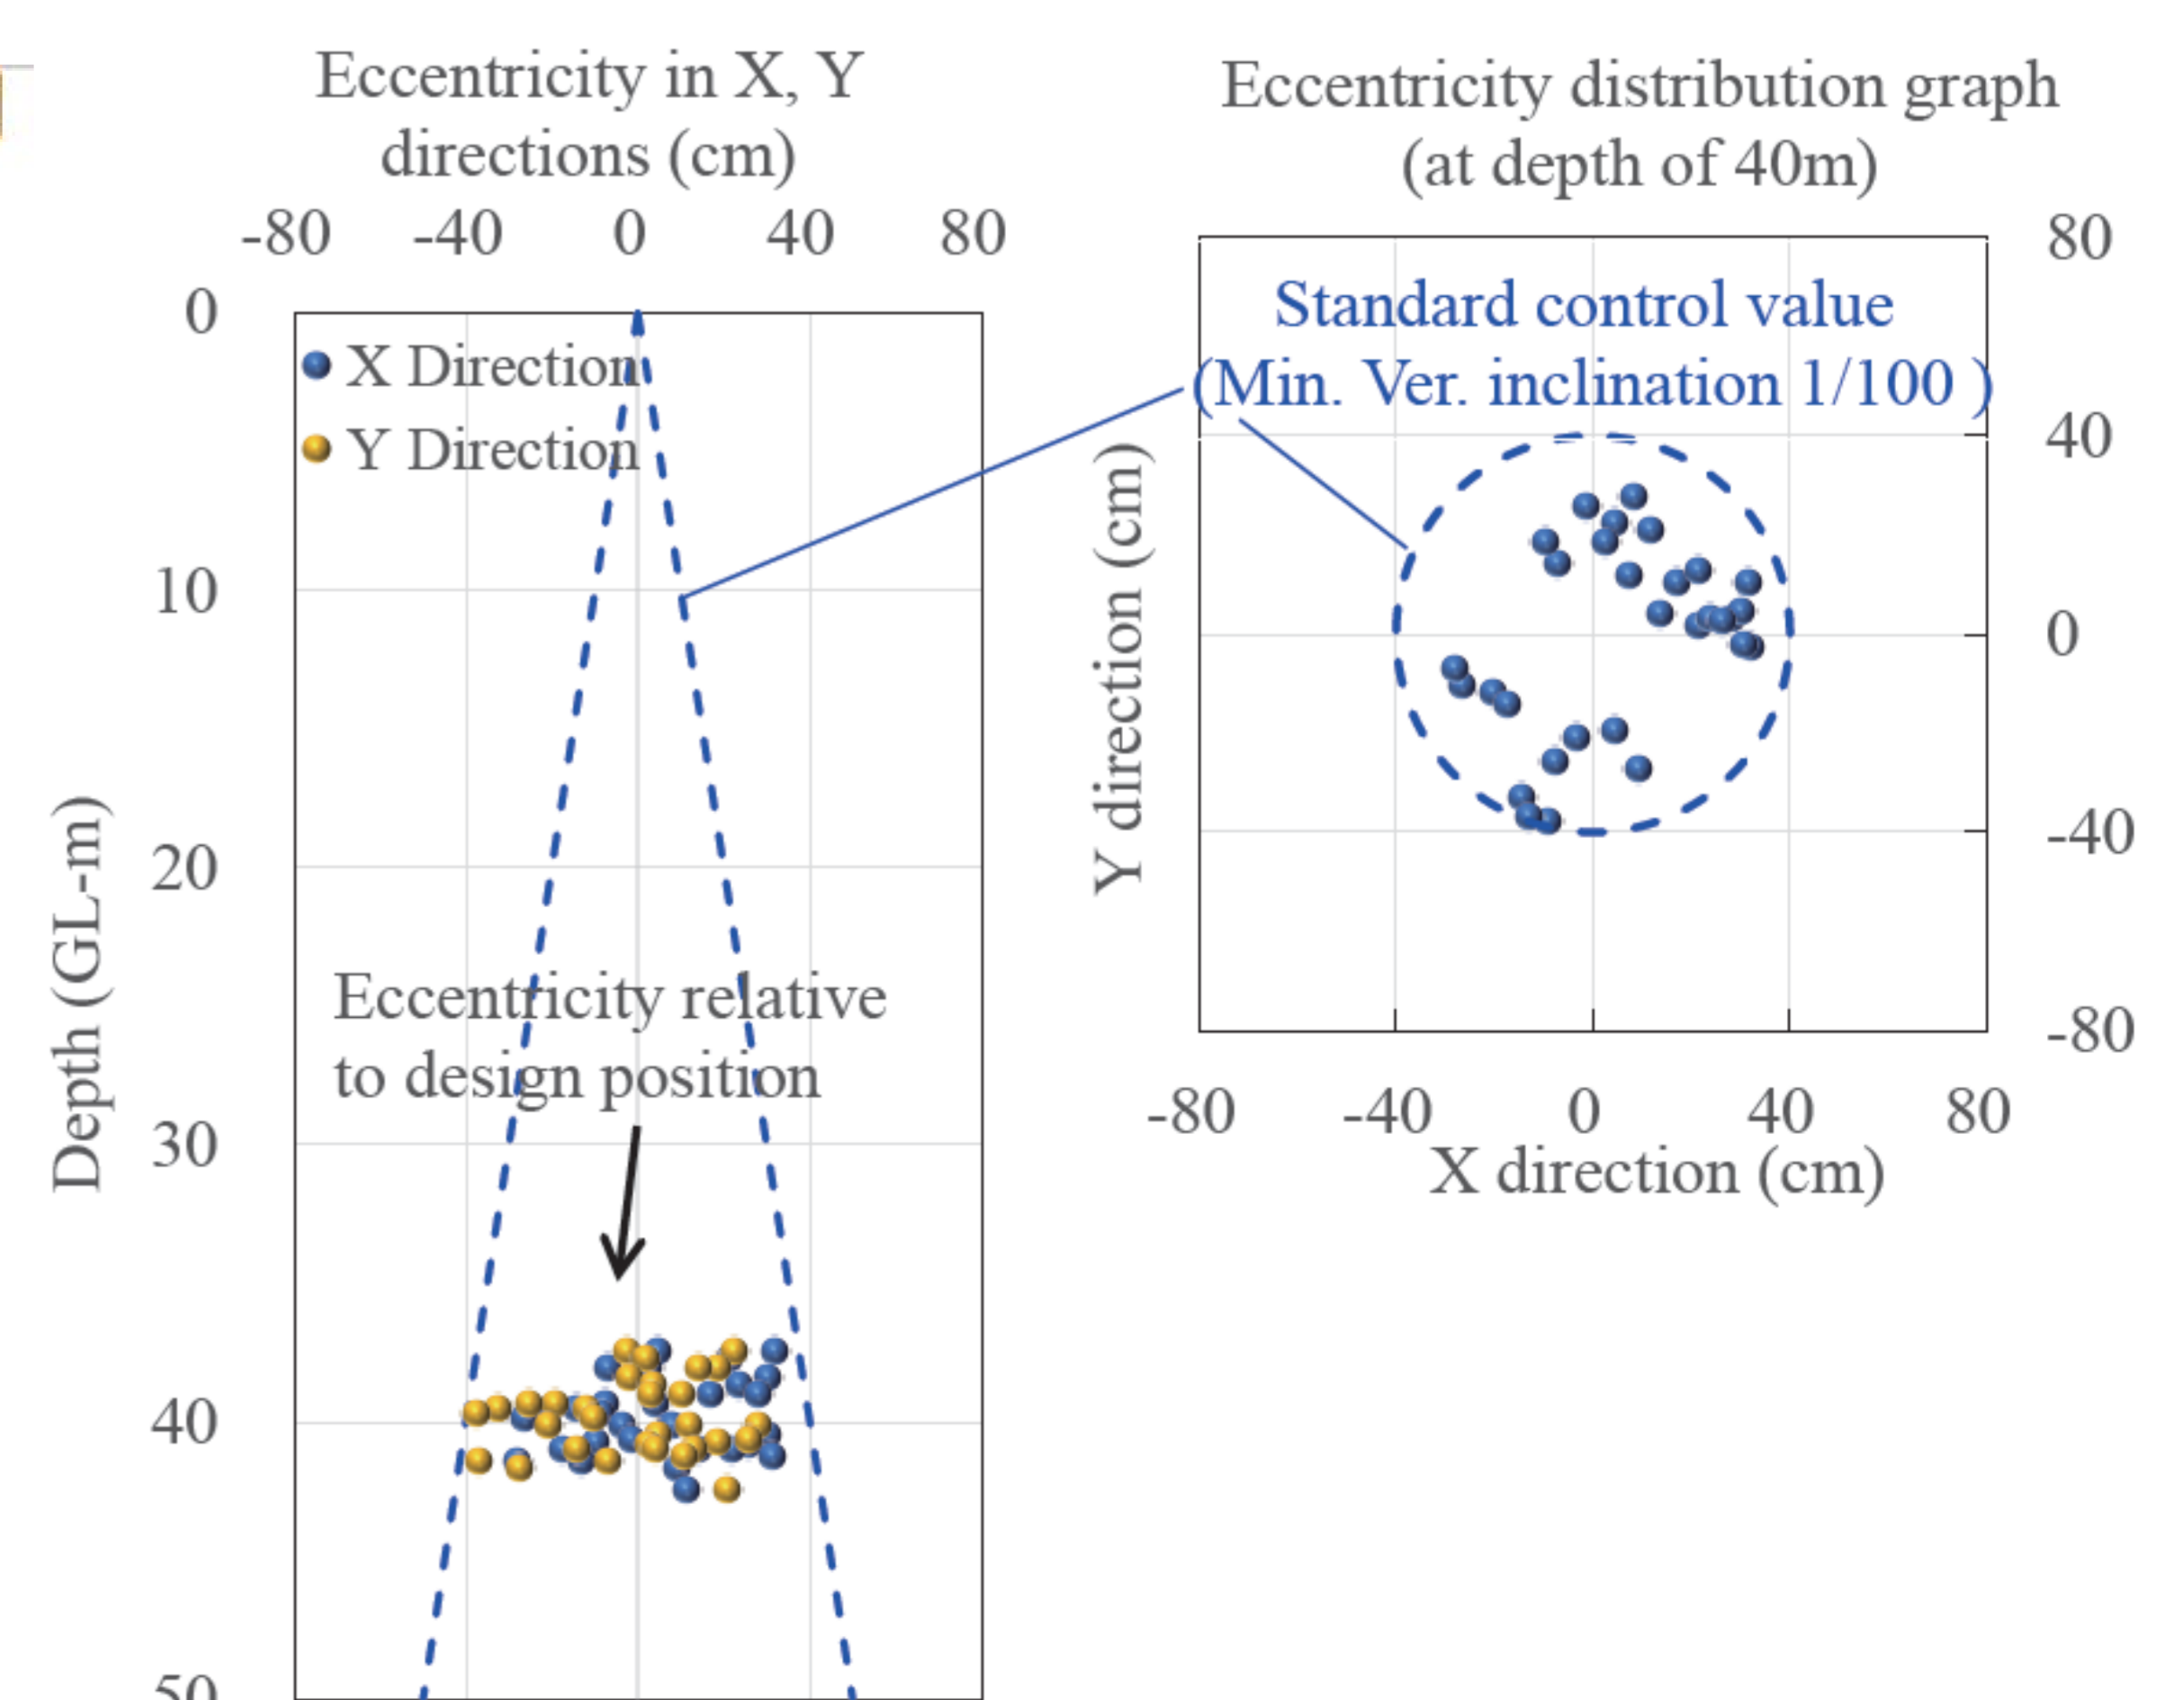 Eccentricity in X, Y
directions (cm)
-80 -40 0 40 80
0
X Direction
Y Direction
10
20
Depth (GL-m)
Eccentricity relative
to design position
30
40
50
Eccentricity distribution graph
(at depth of 40m)
80
Standard control value
(Min. Ver. inclination 1/100 )
40
Y direction (cm)
0
-40
-80
-80 -40 0 40 80
X direction (cm)